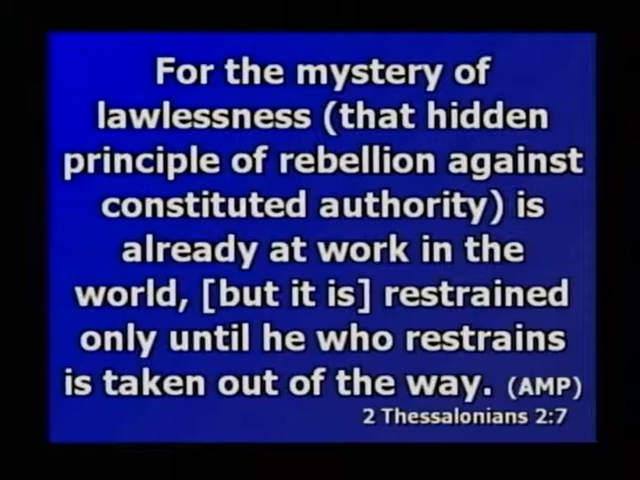 For the mystery of
lawlessness (that hidden
principle of rebellion against
constituted authority) is
already at work in the
world, [but it is] restrained
only until he who restrains
is taken out of the way. (AMP)
2 Thessalonians 2:7